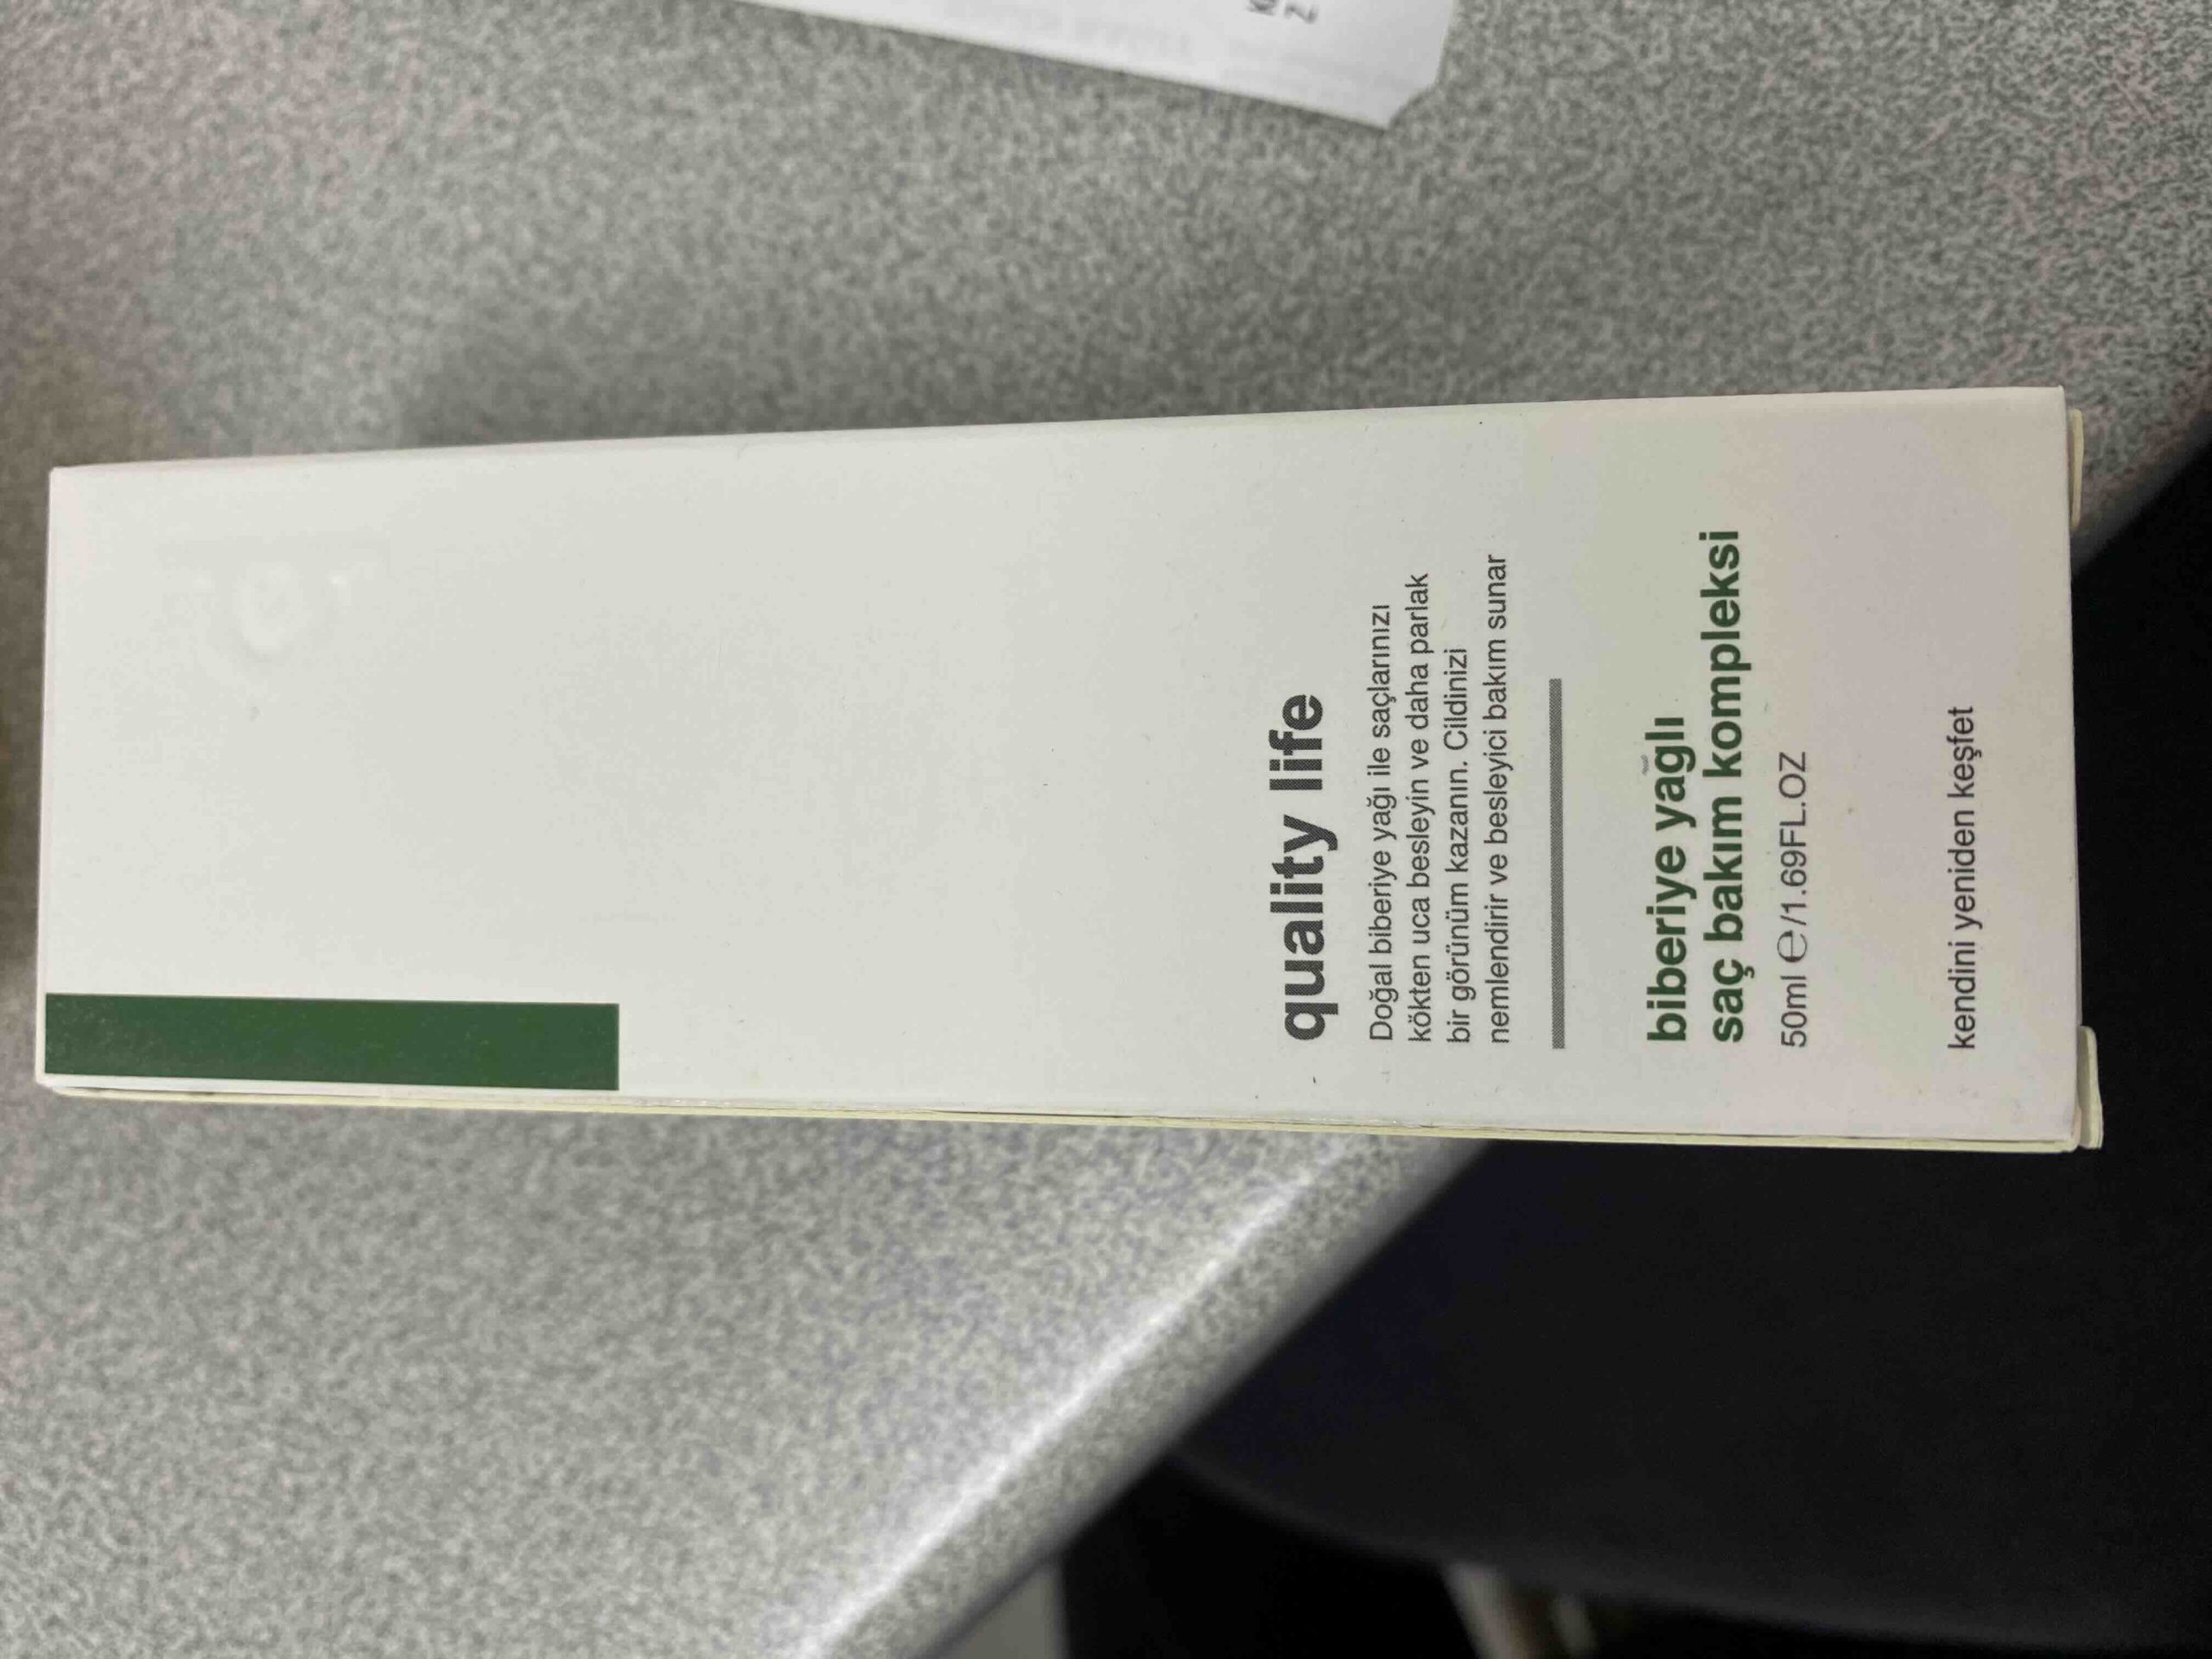 quality life
Doğal biberiye yağı ile saçlarınızı
kökten uca besleyin ve daha parlak
bir görünüm kazanın. Cildinizi
nemlendirir ve besleyici bakım sunar
biberiye yağlı
saç bakım kompleksi
50ml ℮/1.69FL.OZ
kendini yeniden keşfet